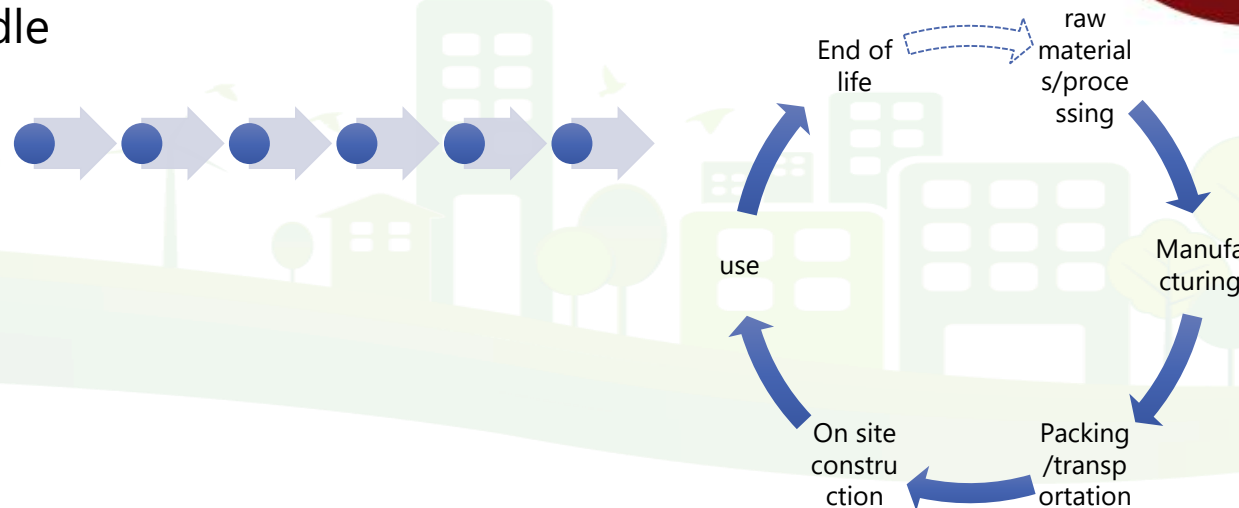 dle
End of
life
raw
material
s/proce
ssing
Manufa
cturing
Packing
/transp
ortation
On site
constru
ction
use